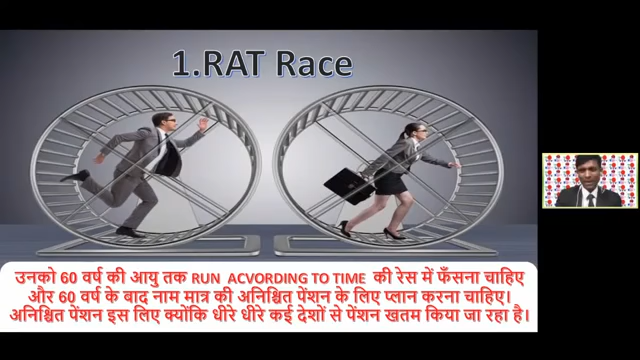 1.RAT Race
उनको 60 वर्ष की आयु तक RUN ACVORDING TO TIME की रेस में फँसना चाहिए
और 60 वर्ष के बाद नाम मात्र की अनिश्चित पेंशन के लिए प्लान करना चाहिए।
अनिश्चित पेंशन इस लिए क्योंकि धीरे धीरे कई देशों से पेंशन खतम किया जा रहा है।